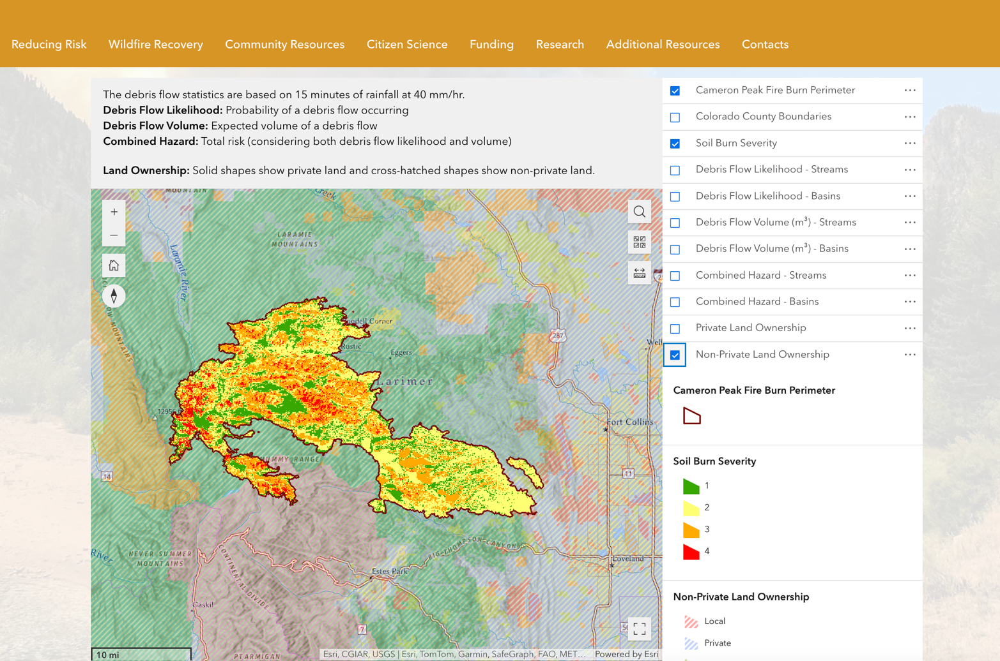 Reducing Risk
Wildfire Recovery
Community Resources
Citizen Science
Funding
Research
Additional Resources
Contacts
The debris flow statistics are based on 15 minutes of rainfall at 40 mm/hr.
Debris Flow Likelihood: Probability of a debris flow occurring
Debris Flow Volume: Expected volume of a debris flow
Combined Hazard: Total risk (considering both debris flow likelihood and volume)
Land Ownership: Solid shapes show private land and cross-hatched shapes show non-private land.
Cameron Peak Fire Burn Perimeter
Colorado County Boundaries
Soil Burn Severity
Debris Flow Likelihood - Streams
Debris Flow Likelihood - Basins
Debris Flow Volume (m³) - Streams
Debris Flow Volume (m³) - Basins
Combined Hazard - Streams
Combined Hazard - Basins
Private Land Ownership
Non-Private Land Ownership
Cameron Peak Fire Burn Perimeter
Soil Burn Severity
1
2
3
4
Non-Private Land Ownership
Local
Private
MOUNTAIN
Creek
LARAMIE
MOUNTAINS
Laramie River
OW MOUNTAINS
ndell Corner
287
Rustic
Eggers
Well
Larimer
12956 f
Fort Collins
UMMY RANGE
14
11
BIG THOMPSON CANYON
River
NEVER SUMMER
MOUNTAINS
CONTINENTAL DIVIDE
Loveland
Estes Park
Gaskil
7
PTARMIGAN
10 mi
Esri, CGIAR, USGS | Esri, TomTom, Garmin, SafeGraph, FAO, MET...
Powered by Esri